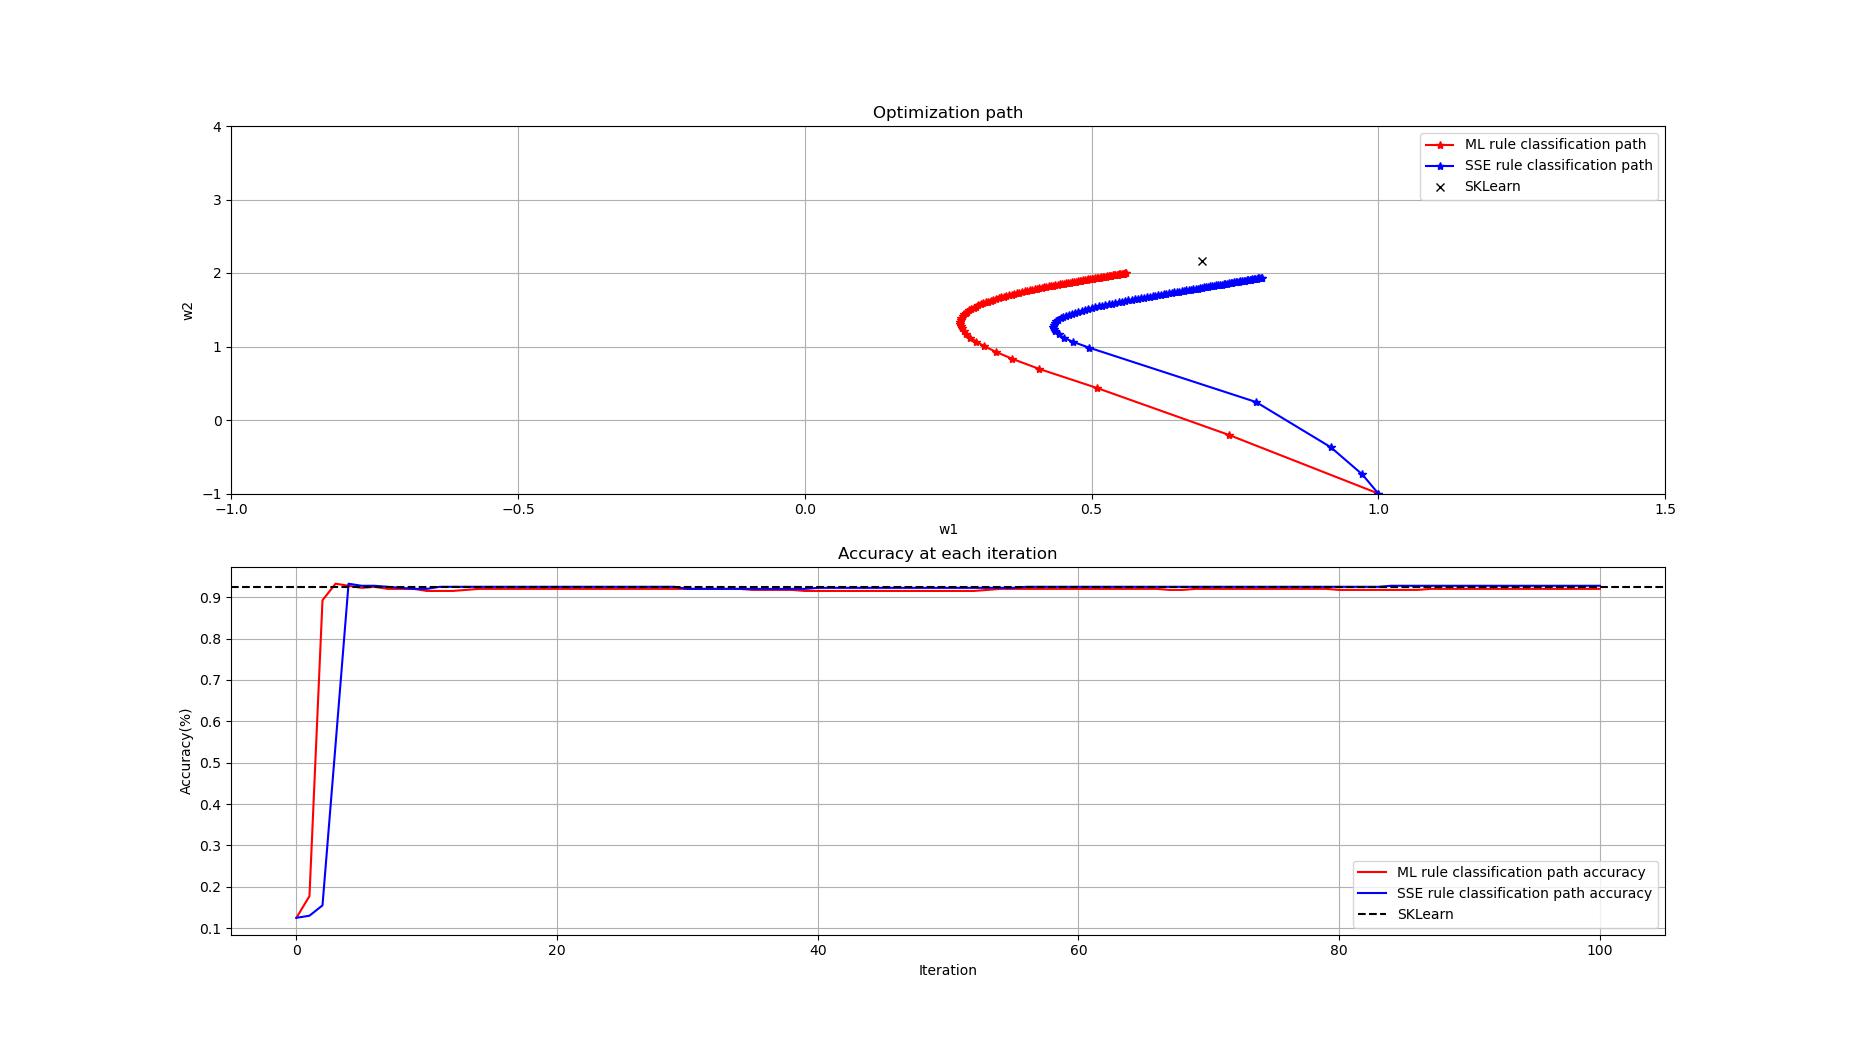 Optimization path
4
3
2
1
0
−1
w2
−1.0 −0.5 0.0 0.5 1.0 1.5
w1
ML rule classification path
SSE rule classification path
SKLearn
Accuracy at each iteration
0.9
0.8
0.7
0.6
0.5
0.4
0.3
0.2
0.1
Accuracy(%)
0 20 40 60 80 100
Iteration
ML rule classification path accuracy
SSE rule classification path accuracy
SKLearn